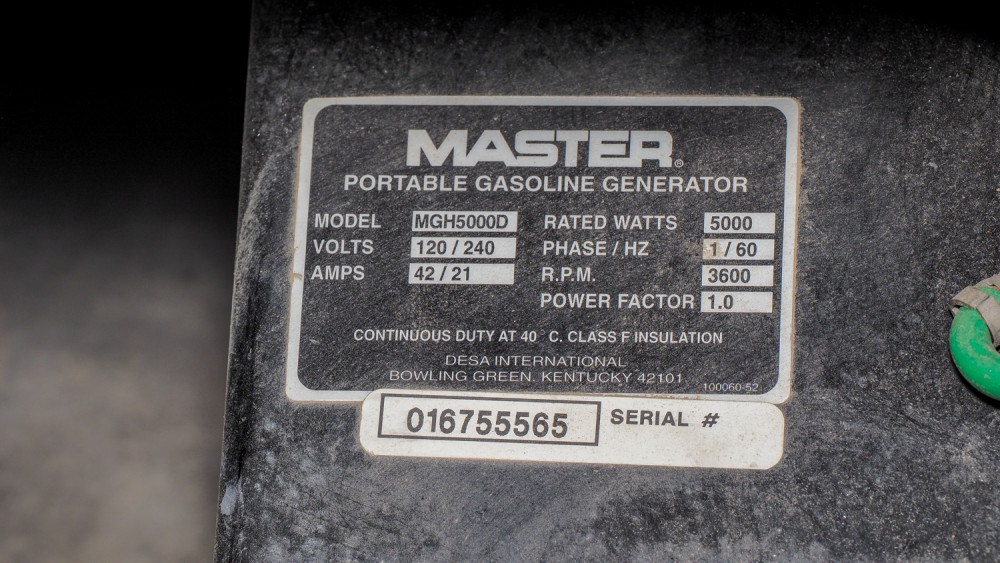 MASTER®
PORTABLE GASOLINE GENERATOR
MODEL MGH5000D RATED WATTS 5000
VOLTS 120 / 240 PHASE / HZ 1 / 60
AMPS 42 / 21 R.P.M. 3600
POWER FACTOR 1.0
CONTINUOUS DUTY AT 40 °C. CLASS F INSULATION
DESA INTERNATIONAL
BOWLING GREEN, KENTUCKY 42101
100060-52
016755565 SERIAL #